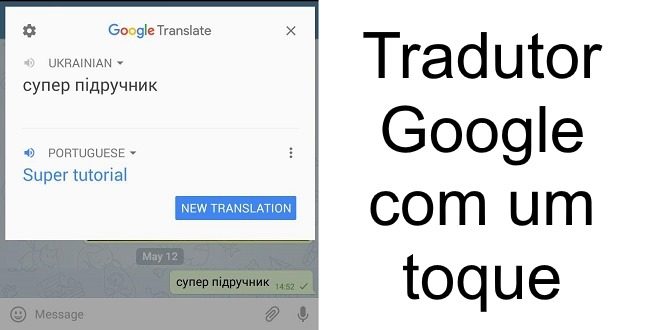 Google Translate
UKRAINIAN
супер підручник
PORTUGUESE
Super tutorial
NEW TRANSLATION
May 12
супер підручник 14:52
Message
Tradutor
Google
com um
toque